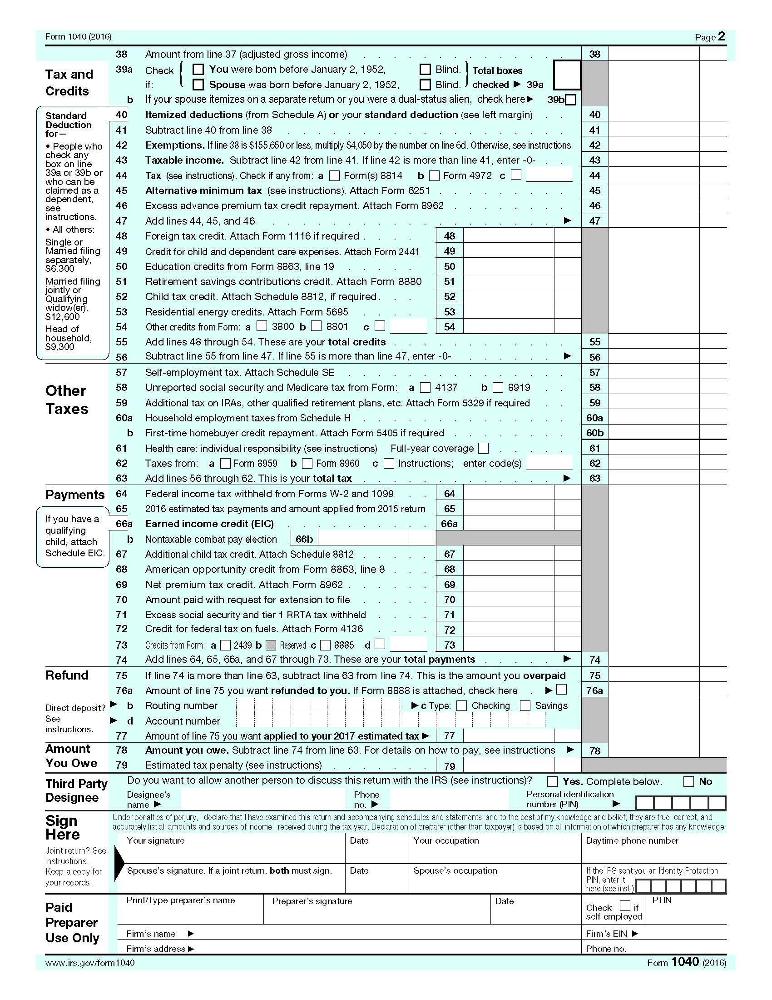 Form 1040 (2016) Page 2
38 Amount from line 37 (adjusted gross income) . . . . . . . . . . . . . . 38
Tax and Credits
39a Check if: { You were born before January 2, 1952, Blind. } Total boxes
Spouse was born before January 2, 1952, Blind. checked ▶ 39a
b If your spouse itemizes on a separate return or you were a dual-status alien, check here ▶ 39b
Standard
Deduction
for—
• People who
check any
box on line
39a or 39b or
who can be
claimed as a
dependent,
see
instructions.
• All others:
Single or
Married filing
separately,
$6,300
Married filing
jointly or
Qualifying
widow(er),
$12,600
Head of
household,
$9,300
40 Itemized deductions (from Schedule A) or your standard deduction (see left margin) . . 40
41 Subtract line 40 from line 38 . . . . . . . . . . . . . . . . . . . 41
42 Exemptions. If line 38 is $155,650 or less, multiply $4,050 by the number on line 6d. Otherwise, see instructions 42
43 Taxable income. Subtract line 42 from line 41. If line 42 is more than line 41, enter -0- . . 43
44 Tax (see instructions). Check if any from: a Form(s) 8814 b Form 4972 c 44
45 Alternative minimum tax (see instructions). Attach Form 6251 . . . . . . . . . 45
46 Excess advance premium tax credit repayment. Attach Form 8962 . . . . . . . . 46
47 Add lines 44, 45, and 46 . . . . . . . . . . . . . . . . . . . ▶ 47
48 Foreign tax credit. Attach Form 1116 if required . . . . 48
49 Credit for child and dependent care expenses. Attach Form 2441 49
50 Education credits from Form 8863, line 19 . . . . . 50
51 Retirement savings contributions credit. Attach Form 8880 51
52 Child tax credit. Attach Schedule 8812, if required . . . 52
53 Residential energy credits. Attach Form 5695 . . . . 53
54 Other credits from Form: a 3800 b 8801 c 54
55 Add lines 48 through 54. These are your total credits . . . . . . . . . . . . 55
56 Subtract line 55 from line 47. If line 55 is more than line 47, enter -0- . . . . . . ▶ 56
Other
Taxes
57 Self-employment tax. Attach Schedule SE . . . . . . . . . . . . . . . 57
58 Unreported social security and Medicare tax from Form: a 4137 b 8919 . . 58
59 Additional tax on IRAs, other qualified retirement plans, etc. Attach Form 5329 if required . . 59
60a Household employment taxes from Schedule H . . . . . . . . . . . . . . 60a
b First-time homebuyer credit repayment. Attach Form 5405 if required . . . . . . . . 60b
61 Health care: individual responsibility (see instructions) Full-year coverage . . . . . 61
62 Taxes from: a Form 8959 b Form 8960 c Instructions; enter code(s) 62
63 Add lines 56 through 62. This is your total tax . . . . . . . . . . . . . ▶ 63
Payments
64 Federal income tax withheld from Forms W-2 and 1099 . . 64
65 2016 estimated tax payments and amount applied from 2015 return 65
If you have a
qualifying
child, attach
Schedule EIC.
66a Earned income credit (EIC) . . . . . . . . . . 66a
b Nontaxable combat pay election 66b
67 Additional child tax credit. Attach Schedule 8812 . . . . . 67
68 American opportunity credit from Form 8863, line 8 . . . 68
69 Net premium tax credit. Attach Form 8962 . . . . . . 69
70 Amount paid with request for extension to file . . . . . 70
71 Excess social security and tier 1 RRTA tax withheld . . . . 71
72 Credit for federal tax on fuels. Attach Form 4136 . . . . 72
73 Credits from Form: a 2439 b Reserved c 8885 d 73
74 Add lines 64, 65, 66a, and 67 through 73. These are your total payments . . . . . ▶ 74
Refund
75 If line 74 is more than line 63, subtract line 63 from line 74. This is the amount you overpaid 75
76a Amount of line 75 you want refunded to you. If Form 8888 is attached, check here . ▶ 76a
Direct deposit?
See
instructions.
▶ b Routing number ▶ c Type: Checking Savings
▶ d Account number
77 Amount of line 75 you want applied to your 2017 estimated tax ▶ 77
Amount
You Owe
78 Amount you owe. Subtract line 74 from line 63. For details on how to pay, see instructions ▶ 78
79 Estimated tax penalty (see instructions) . . . . . . . 79
Third Party
Designee
Do you want to allow another person to discuss this return with the IRS (see instructions)? Yes. Complete below. No
Designee's name ▶ Phone no. ▶ Personal identification number (PIN) ▶
Sign
Here
Joint return? See
instructions.
Keep a copy for
your records.
Under penalties of perjury, I declare that I have examined this return and accompanying schedules and statements, and to the best of my knowledge and belief, they are true, correct, and
accurately list all amounts and sources of income I received during the tax year. Declaration of preparer (other than taxpayer) is based on all information of which preparer has any knowledge.
Your signature Date Your occupation Daytime phone number
Spouse's signature. If a joint return, both must sign. Date Spouse's occupation
If the IRS sent you an Identity Protection
PIN, enter it
here (see inst.)
Paid
Preparer
Use Only
Print/Type preparer's name Preparer's signature Date Check if self-employed PTIN
Firm's name ▶ Firm's EIN ▶
Firm's address ▶ Phone no.
www.irs.gov/form1040 Form 1040 (2016)